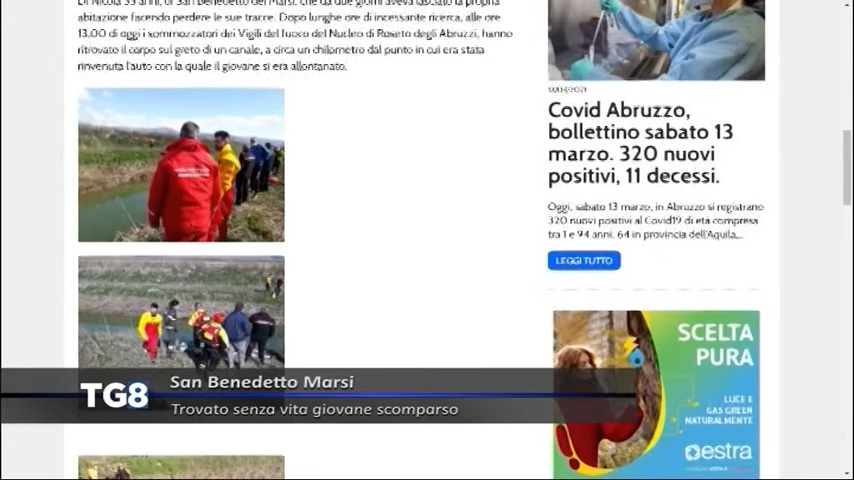 Di Nicola 33 anni, di San Benedetto dei Marsi, che da due giorni aveva lasciato la propria
abitazione facendo perdere le sue tracce. Dopo lunghe ore di incessante ricerca, alle ore
13,00 di oggi i sommozzatori dei Vigili del fuoco del Nucleo di Roseto degli Abruzzi, hanno
ritrovato il corpo sul greto di un canale, a circa un chilometro dal punto in cui era stata
rinvenuta l'auto con la quale il giovane si era allontanato.
13/03/2021
Covid Abruzzo,
bollettino sabato 13
marzo. 320 nuovi
positivi, 11 decessi.
Oggi, sabato 13 marzo, in Abruzzo si registrano
320 nuovi positivi al Covid19 di età compresa
tra 1 e 94 anni. 64 in provincia dell'Aquila,...
LEGGI TUTTO
SCELTA
PURA
LUCE E
GAS GREEN
NATURALMENTE
estra
TG8
San Benedetto Marsi
Trovato senza vita giovane scomparso